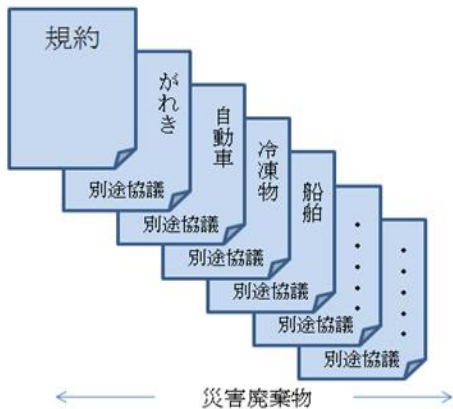 規約
がれき
別途協議
自動車
別途協議
冷凍物
別途協議
船舶
別途協議
・・・・・
別途協議
・・・・・
別途協議
災害廃棄物